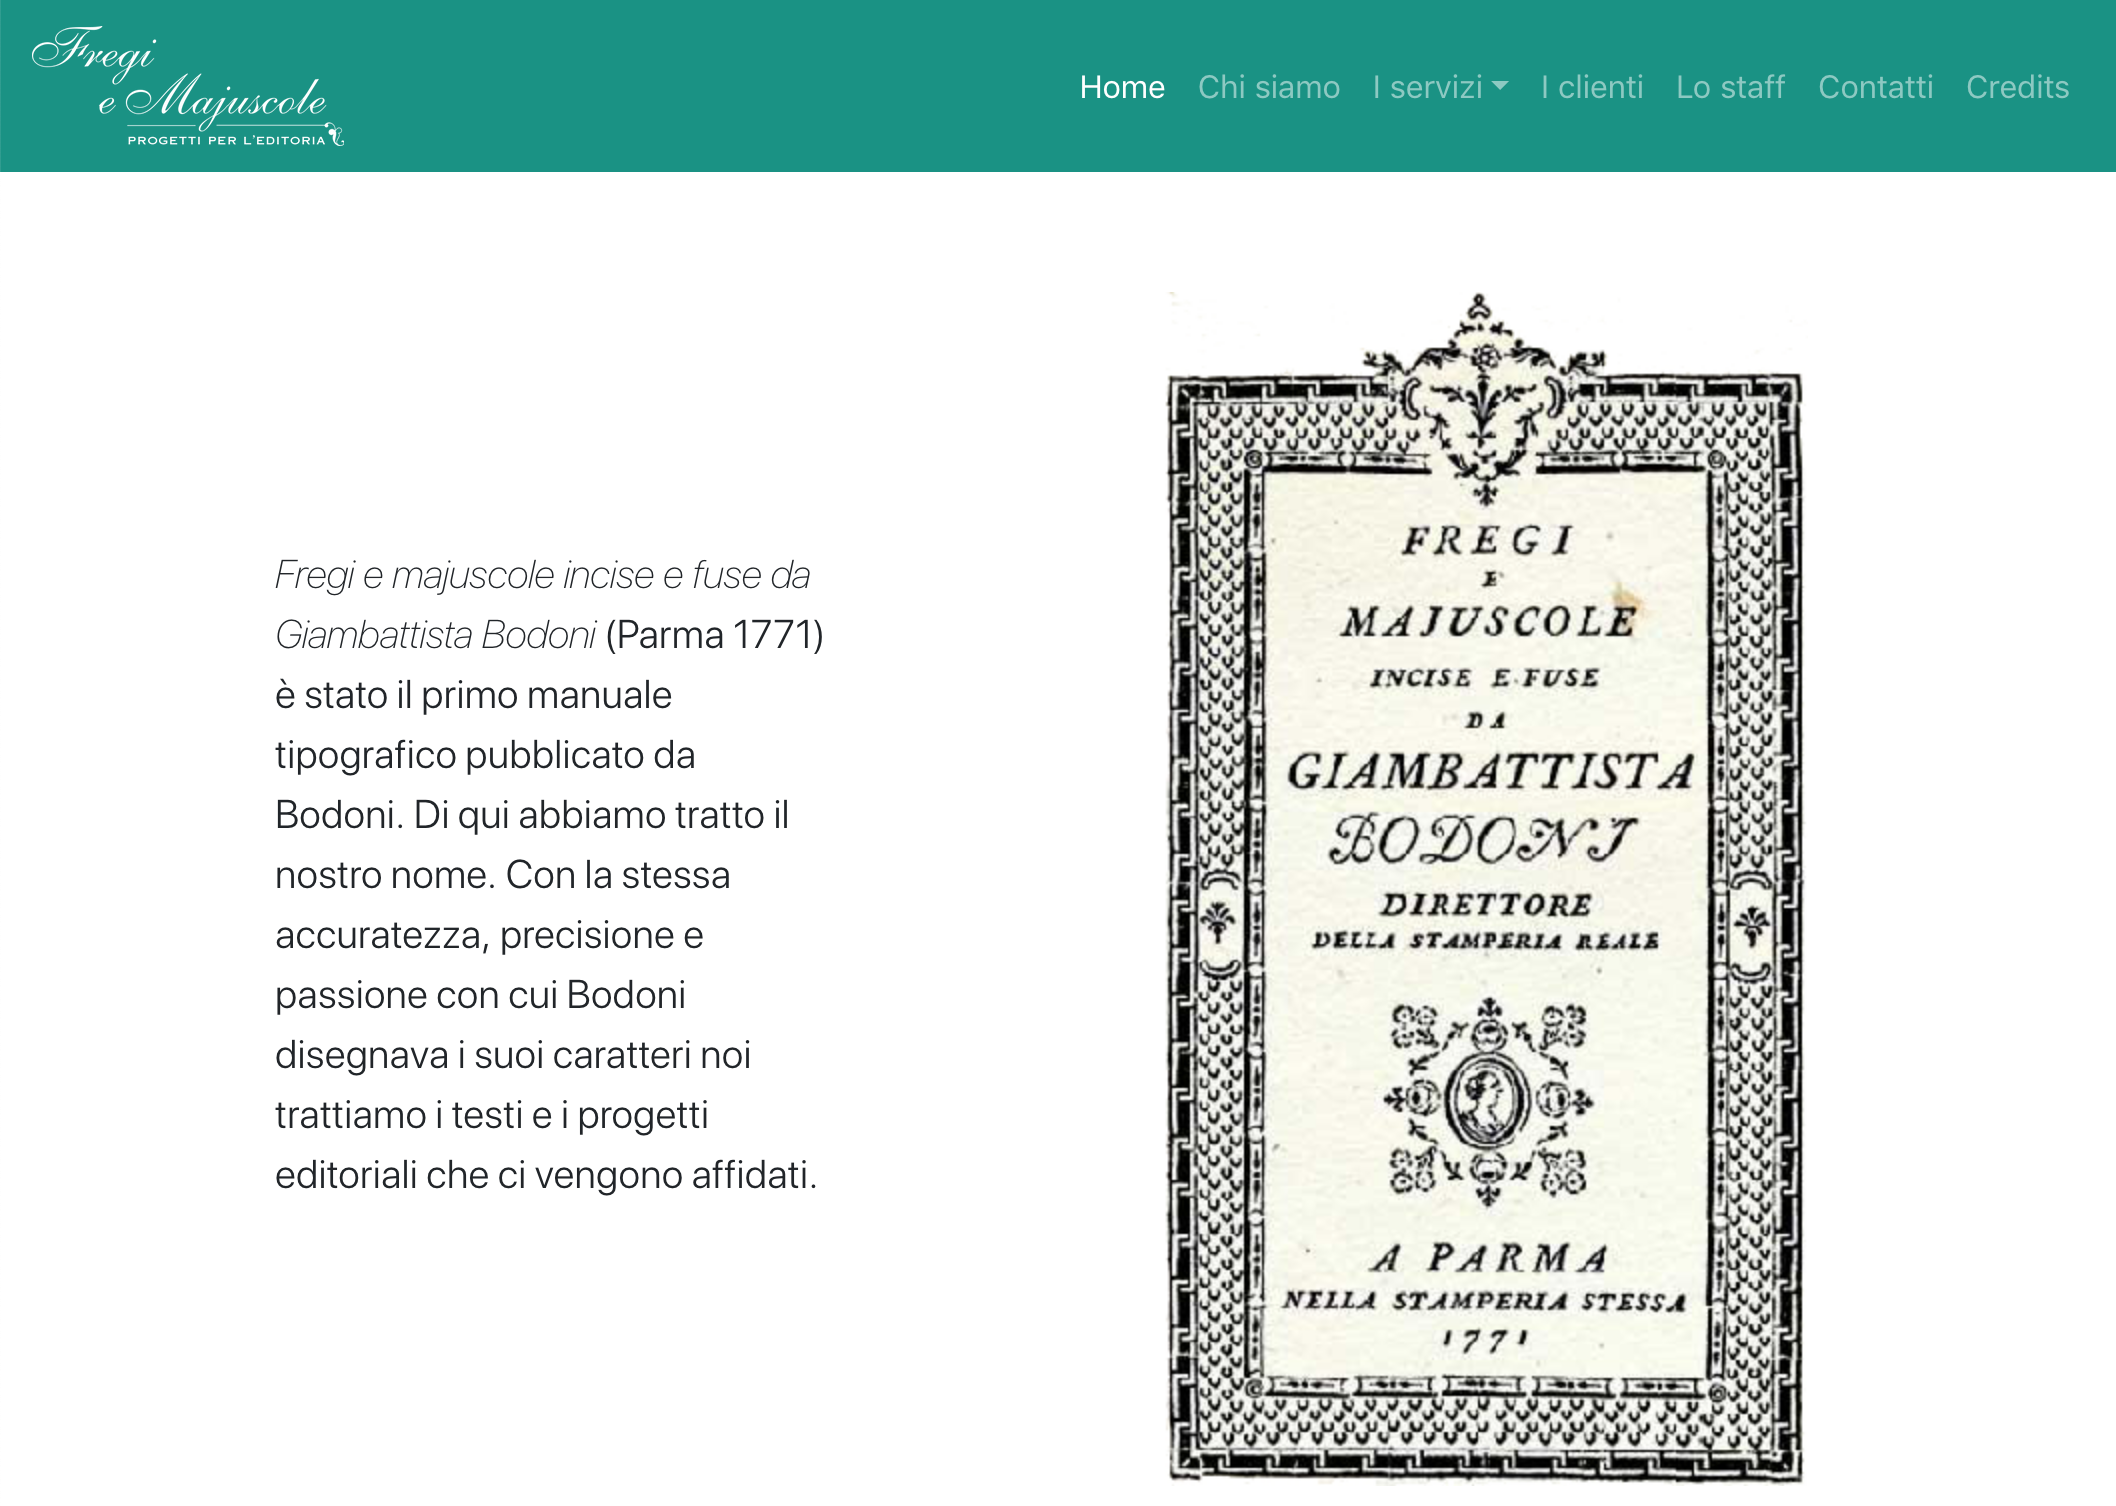 Fregi
e Majuscole
PROGETTI PER L'EDITORIA
Home Chi siamo I servizi I clienti Lo staff Contatti Credits
Fregi e majuscole incise e fuse da
Giambattista Bodoni (Parma 1771)
è stato il primo manuale
tipografico pubblicato da
Bodoni. Di qui abbiamo tratto il
nostro nome. Con la stessa
accuratezza, precisione e
passione con cui Bodoni
disegnava i suoi caratteri noi
trattiamo i testi e i progetti
editoriali che ci vengono affidati.
FREGI
E
MAJUSCOLE
INCISE E FUSE
DA
GIAMBATTISTA
BODONI
DIRETTORE
DELLA STAMPERIA REALE
A PARMA
NELLA STAMPERIA STESSA
1771